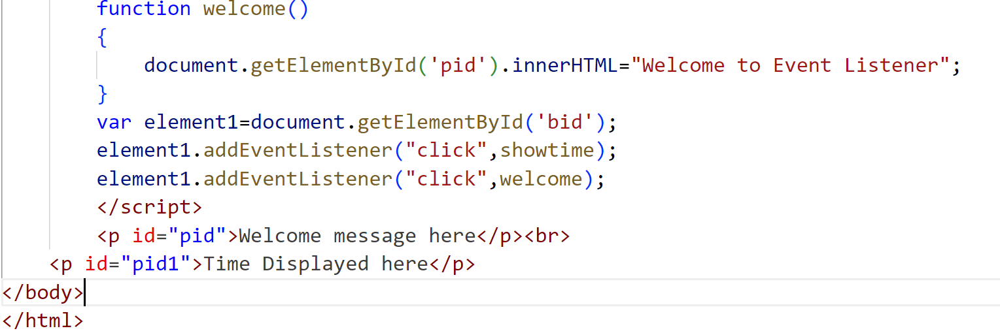 function welcome()
{
document.getElementById('pid').innerHTML="Welcome to Event Listener";
}
var element1=document.getElementById('bid');
element1.addEventListener("click",showtime);
element1.addEventListener("click",welcome);
</script>
<p id="pid">Welcome message here</p><br>
<p id="pid1">Time Displayed here</p>
</body>
</html>